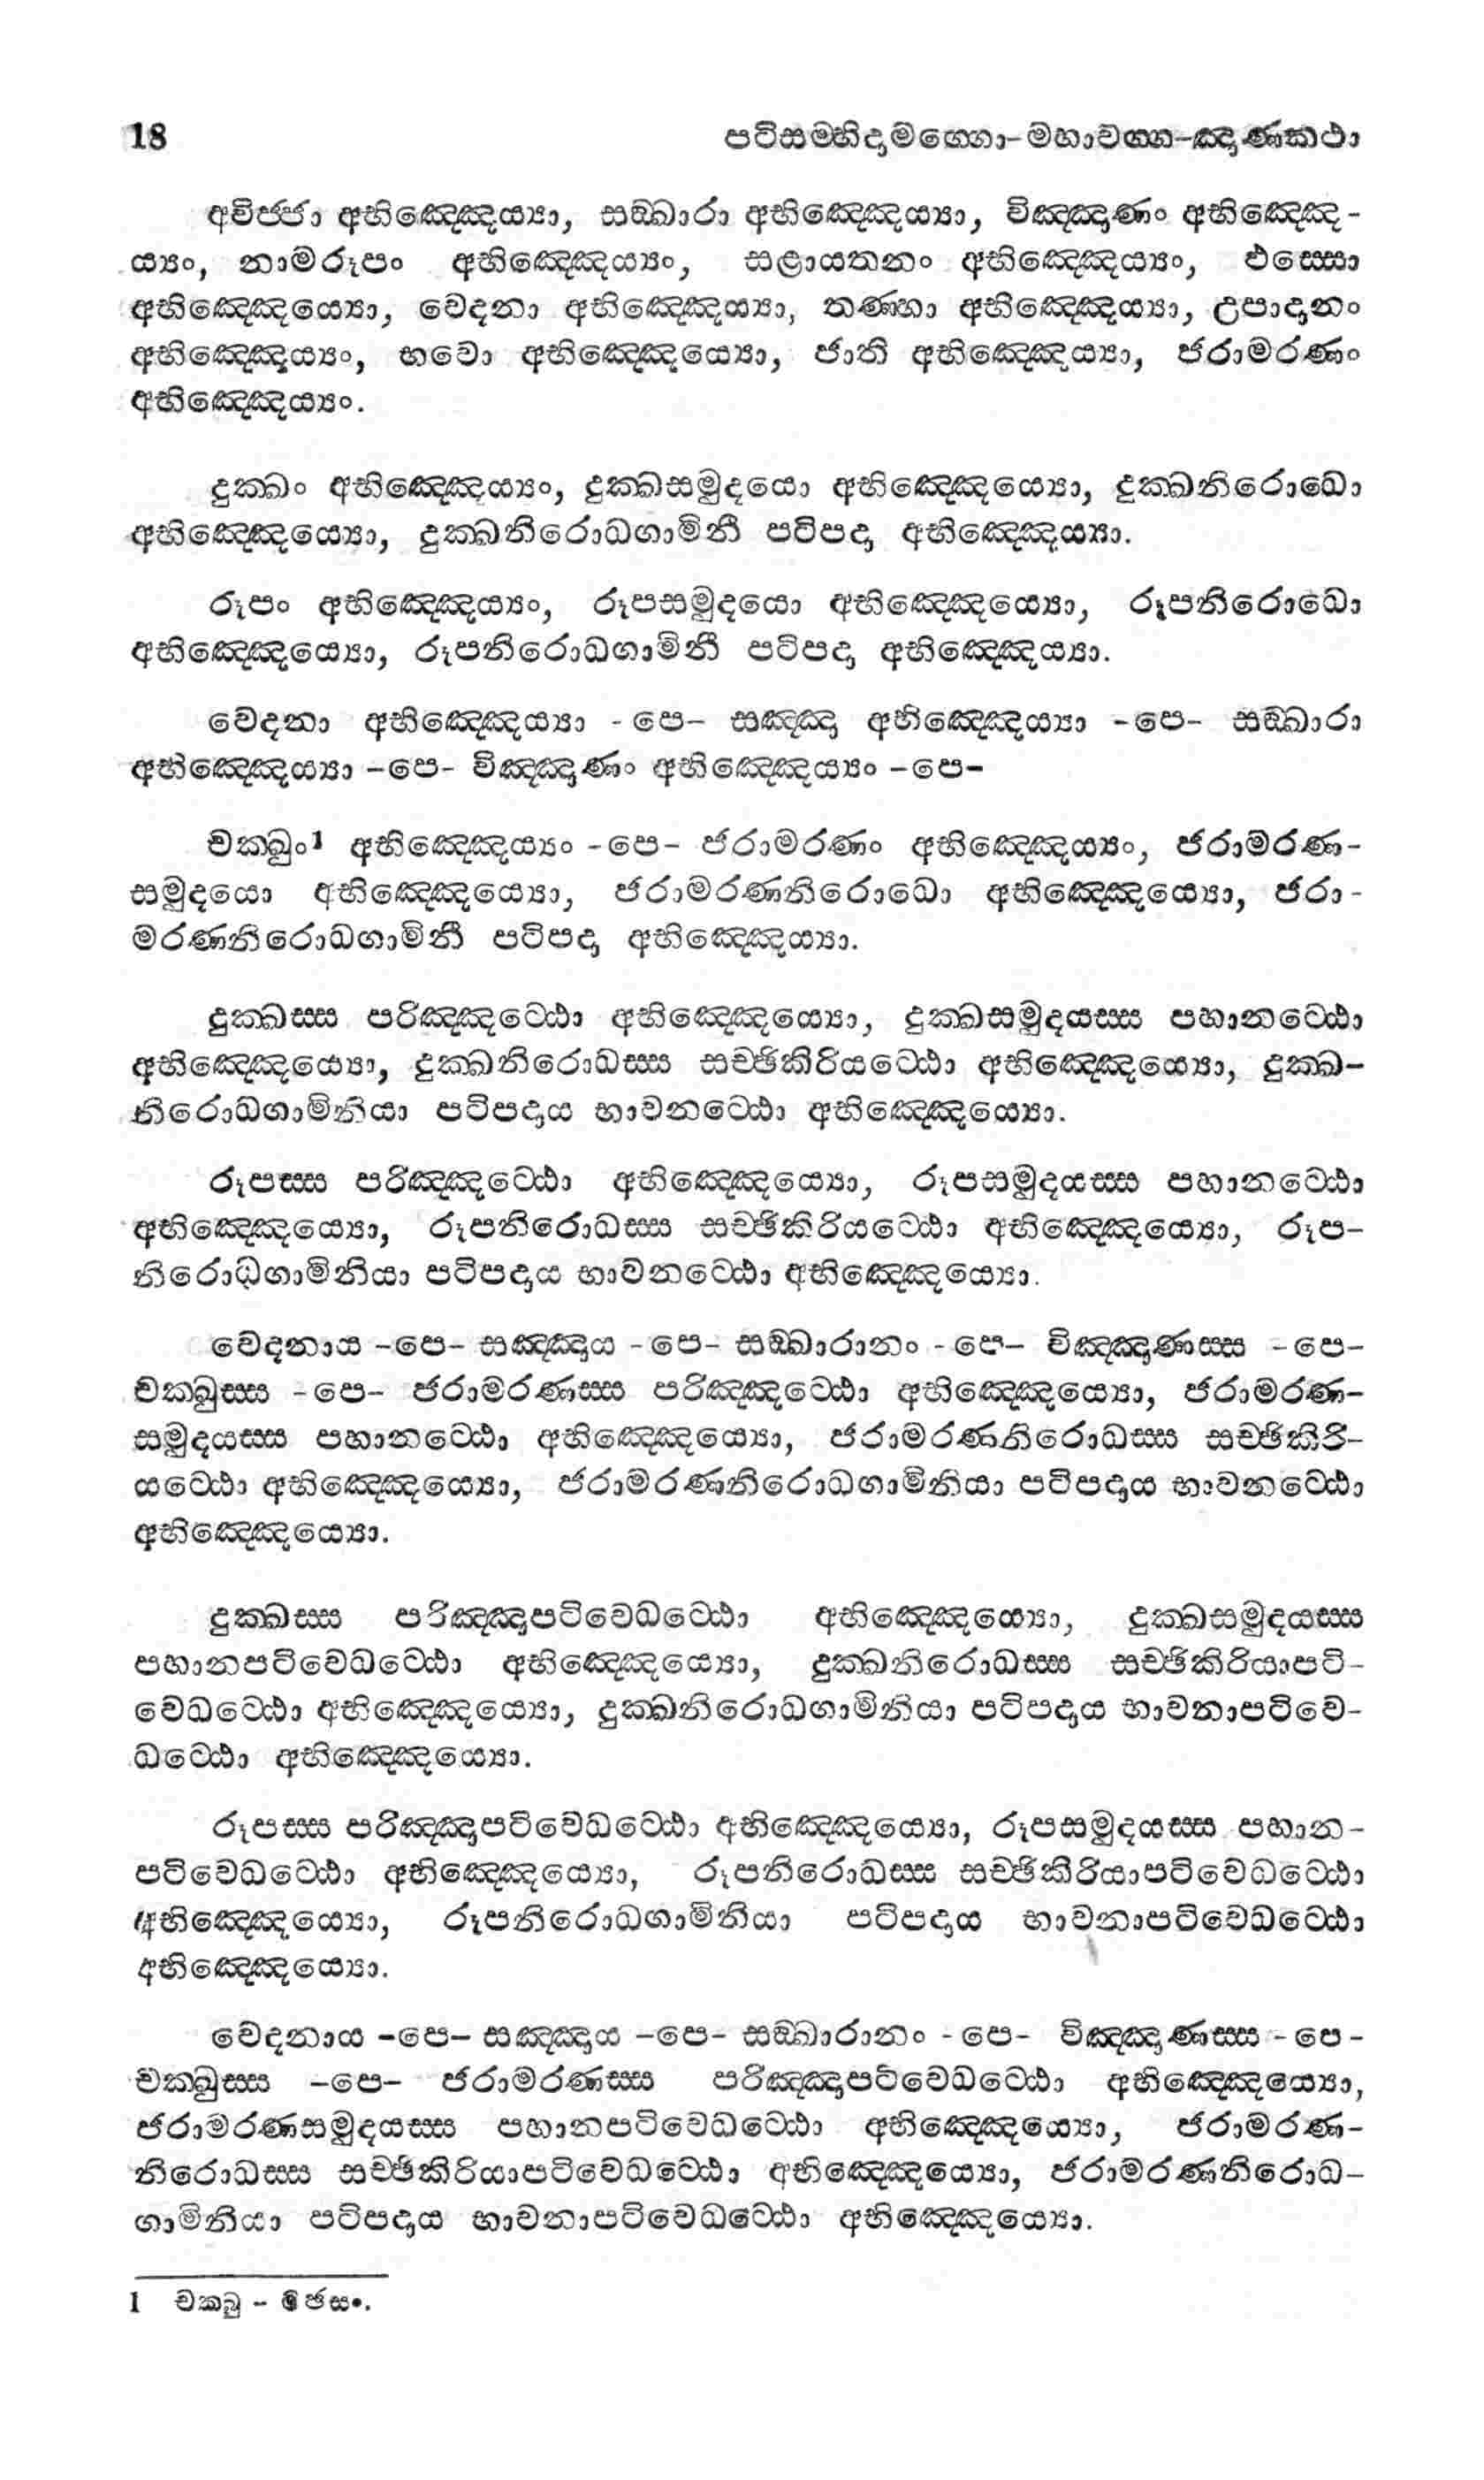 18 පටිසම්භිදාමග්ගො-මහාවග්ග-ඤාණකථා
අවිජ්ජා අභිඤ්ඤෙය්‍යා, සඞ්ඛාරා අභිඤ්ඤෙය්‍යා, විඤ්ඤාණං අභිඤ්ඤෙ-
ය්‍යං, නාමරූපං අභිඤ්ඤෙය්‍යං, සළායතනං අභිඤ්ඤෙය්‍යං, ඵස්සො
අභිඤ්ඤෙය්‍යො, වෙදනා අභිඤ්ඤෙය්‍යා, තණ්හා අභිඤ්ඤෙය්‍යා, උපාදානං
අභිඤ්ඤෙය්‍යං, භවො අභිඤ්ඤෙය්‍යො, ජාති අභිඤ්ඤෙය්‍යා, ජරාමරණං
අභිඤ්ඤෙය්‍යං.
දුක්ඛං අභිඤ්ඤෙය්‍යං, දුක්ඛසමුදයො අභිඤ්ඤෙය්‍යො, දුක්ඛනිරොධො
අභිඤ්ඤෙය්‍යො, දුක්ඛනිරොධගාමිනී පටිපදා අභිඤ්ඤෙය්‍යා.
රූපං අභිඤ්ඤෙය්‍යං, රූපසමුදයො අභිඤ්ඤෙය්‍යො, රූපනිරොධො
අභිඤ්ඤෙය්‍යො, රූපනිරොධගාමිනී පටිපදා අභිඤ්ඤෙය්‍යා.
වෙදනා අභිඤ්ඤෙය්‍යා -පෙ- සඤ්ඤා අභිඤ්ඤෙය්‍යා -පෙ- සඞ්ඛාරා
අභිඤ්ඤෙය්‍යා -පෙ- විඤ්ඤාණං අභිඤ්ඤෙය්‍යං -පෙ-
චක්ඛුං¹ අභිඤ්ඤෙය්‍යං -පෙ- ජරාමරණං අභිඤ්ඤෙය්‍යං, ජරාමරණ-
සමුදයො අභිඤ්ඤෙය්‍යො, ජරාමරණනිරොධො අභිඤ්ඤෙය්‍යො, ජරා-
මරණනිරොධගාමිනී පටිපදා අභිඤ්ඤෙය්‍යා.
දුක්ඛස්ස පරිඤ්ඤට්ඨො අභිඤ්ඤෙය්‍යො, දුක්ඛසමුදයස්ස පහානට්ඨො
අභිඤ්ඤෙය්‍යො, දුක්ඛනිරොධස්ස සච්ඡිකිරියට්ඨො අභිඤ්ඤෙය්‍යො, දුක්ඛ-
නිරොධගාමිනියා පටිපදාය භාවනට්ඨො අභිඤ්ඤෙය්‍යො.
රූපස්ස පරිඤ්ඤට්ඨො අභිඤ්ඤෙය්‍යො, රූපසමුදයස්ස පහානට්ඨො
අභිඤ්ඤෙය්‍යො, රූපනිරොධස්ස සච්ඡිකිරියට්ඨො අභිඤ්ඤෙය්‍යො, රූප-
නිරොධගාමිනියා පටිපදාය භාවනට්ඨො අභිඤ්ඤෙය්‍යො.
වෙදනාය -පෙ- සඤ්ඤාය -පෙ- සඞ්ඛාරානං -පෙ- විඤ්ඤාණස්ස -පෙ-
චක්ඛුස්ස -පෙ- ජරාමරණස්ස පරිඤ්ඤට්ඨො අභිඤ්ඤෙය්‍යො, ජරාමරණ-
සමුදයස්ස පහානට්ඨො අභිඤ්ඤෙය්‍යො, ජරාමරණනිරොධස්ස සච්ඡිකිරි-
යට්ඨො අභිඤ්ඤෙය්‍යො, ජරාමරණනිරොධගාමිනියා පටිපදාය භාවනට්ඨො
අභිඤ්ඤෙය්‍යො.
දුක්ඛස්ස පරිඤ්ඤාපටිවෙධට්ඨො අභිඤ්ඤෙය්‍යො, දුක්ඛසමුදයස්ස
පහානපටිවෙධට්ඨො අභිඤ්ඤෙය්‍යො, දුක්ඛනිරොධස්ස සච්ඡිකිරියාපටි-
වෙධට්ඨො අභිඤ්ඤෙය්‍යො, දුක්ඛනිරොධගාමිනියා පටිපදාය භාවනාපටිවෙ-
ධට්ඨො අභිඤ්ඤෙය්‍යො.
රූපස්ස පරිඤ්ඤාපටිවෙධට්ඨො අභිඤ්ඤෙය්‍යො, රූපසමුදයස්ස පහාන-
පටිවෙධට්ඨො අභිඤ්ඤෙය්‍යො, රූපනිරොධස්ස සච්ඡිකිරියාපටිවෙධට්ඨො
අභිඤ්ඤෙය්‍යො, රූපනිරොධගාමිනියා පටිපදාය භාවනාපටිවෙධට්ඨො
අභිඤ්ඤෙය්‍යො.
වෙදනාය -පෙ- සඤ්ඤාය -පෙ- සඞ්ඛාරානං -පෙ- විඤ්ඤාණස්ස -පෙ-
චක්ඛුස්ස -පෙ- ජරාමරණස්ස පරිඤ්ඤාපටිවෙධට්ඨො අභිඤ්ඤෙය්‍යො,
ජරාමරණසමුදයස්ස පහානපටිවෙධට්ඨො අභිඤ්ඤෙය්‍යො, ජරාමරණ-
නිරොධස්ස සච්ඡිකිරියාපටිවෙධට්ඨො අභිඤ්ඤෙය්‍යො, ජරාමරණනිරොධ-
ගාමිනියා පටිපදාය භාවනාපටිවෙධට්ඨො අභිඤ්ඤෙය්‍යො.
1 චක්ඛු -